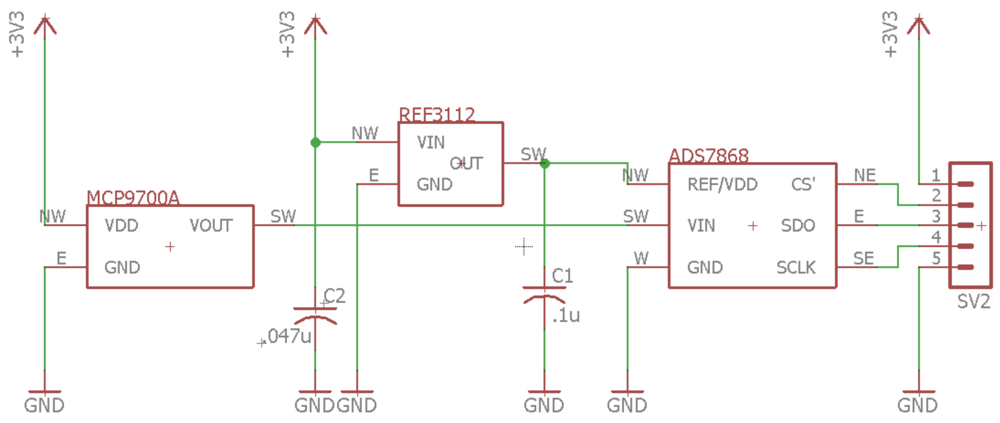 +3V3
+3V3
+3V3
REF3112
NW
VIN
SW
OUT
E
GND
ADS7868
NW
REF/VDD
CS'
NE
1
2
MCP9700A
NW
VDD
VOUT
SW
SW
VIN
SDO
E
3
4
E
GND
W
GND
SCLK
SE
5
C1
.1u
C2
.047u
SV2
GND
GND
GND
GND
GND
GND